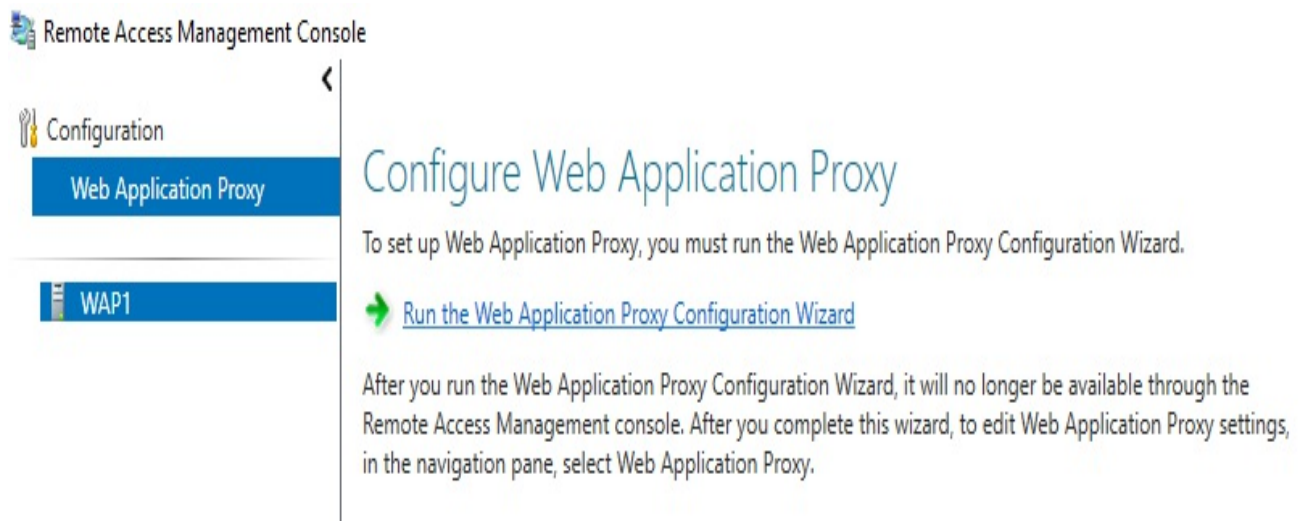 Remote Access Management Console
Configuration
Web Application Proxy
WAP1
Configure Web Application Proxy
To set up Web Application Proxy, you must run the Web Application Proxy Configuration Wizard.
Run the Web Application Proxy Configuration Wizard
After you run the Web Application Proxy Configuration Wizard, it will no longer be available through the
Remote Access Management console. After you complete this wizard, to edit Web Application Proxy settings,
in the navigation pane, select Web Application Proxy.